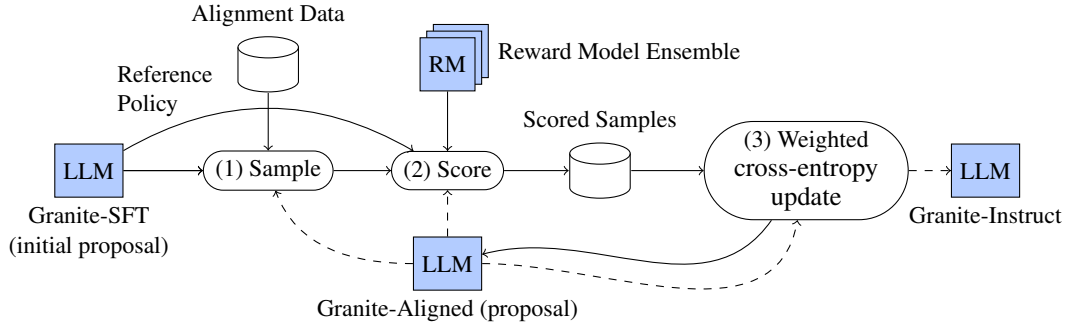 Alignment Data
Reference
Policy
RM
Reward Model Ensemble
Scored Samples
LLM
(1) Sample
(2) Score
(3) Weighted
cross-entropy
update
LLM
Granite-SFT
(initial proposal)
Granite-Instruct
LLM
Granite-Aligned (proposal)